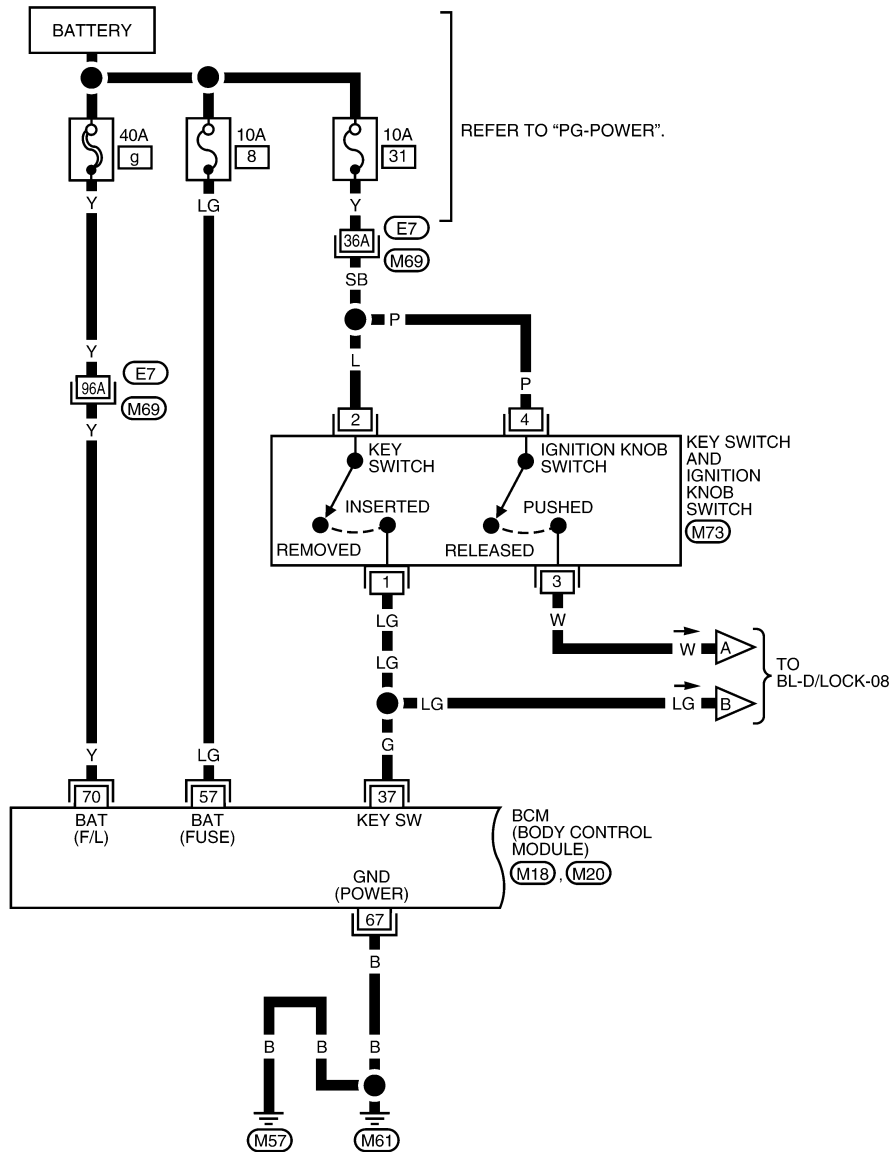 BATTERY
REFER TO “PG-POWER”.
40A
g
10A
8
10A
31
Y
LG
Y
36A
E7
M69
SB
P
L
P
Y
96A
E7
M69
Y
2
4
KEY
SWITCH
IGNITION KNOB
SWITCH
INSERTED
PUSHED
REMOVED
RELEASED
KEY SWITCH
AND
IGNITION
KNOB
SWITCH
M73
1
3
LG
W
LG
W
A
LG
LG
B
TO
BL-D/LOCK-08
G
Y
LG
70
57
37
BAT
(F/L)
BAT
(FUSE)
KEY SW
BCM
(BODY CONTROL
MODULE)
M18 , M20
GND
(POWER)
67
B
B
B
B
M57
M61